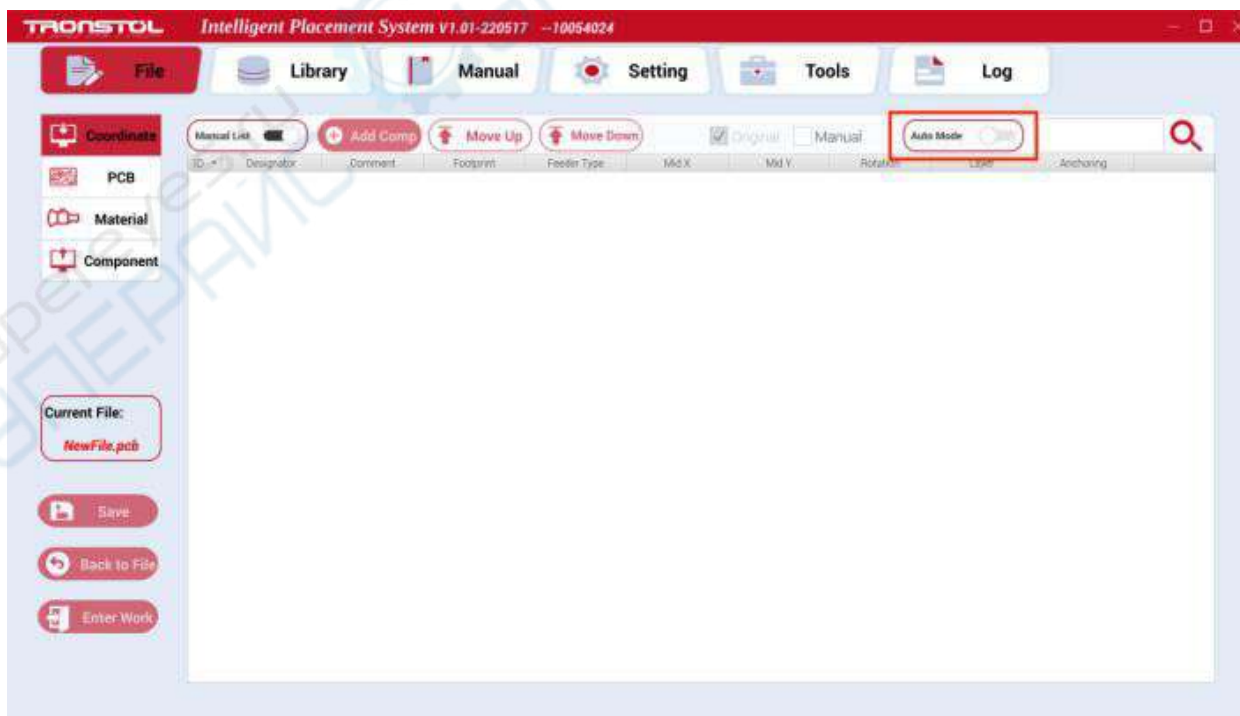 TRONSTOL Intelligent Placement System V1.01-220517 --10054024
File Library Manual Setting Tools Log
Coordinate
PCB
Material
Component
Manual List Add Comp Move Up Move Down Original Manual Auto Mode
ID Designator Comment Footprint Feeder Type Mid X Mid Y Rotation Layer Anchoring
Current File:
NewFile.pcb
Save
Back to File
Enter Work